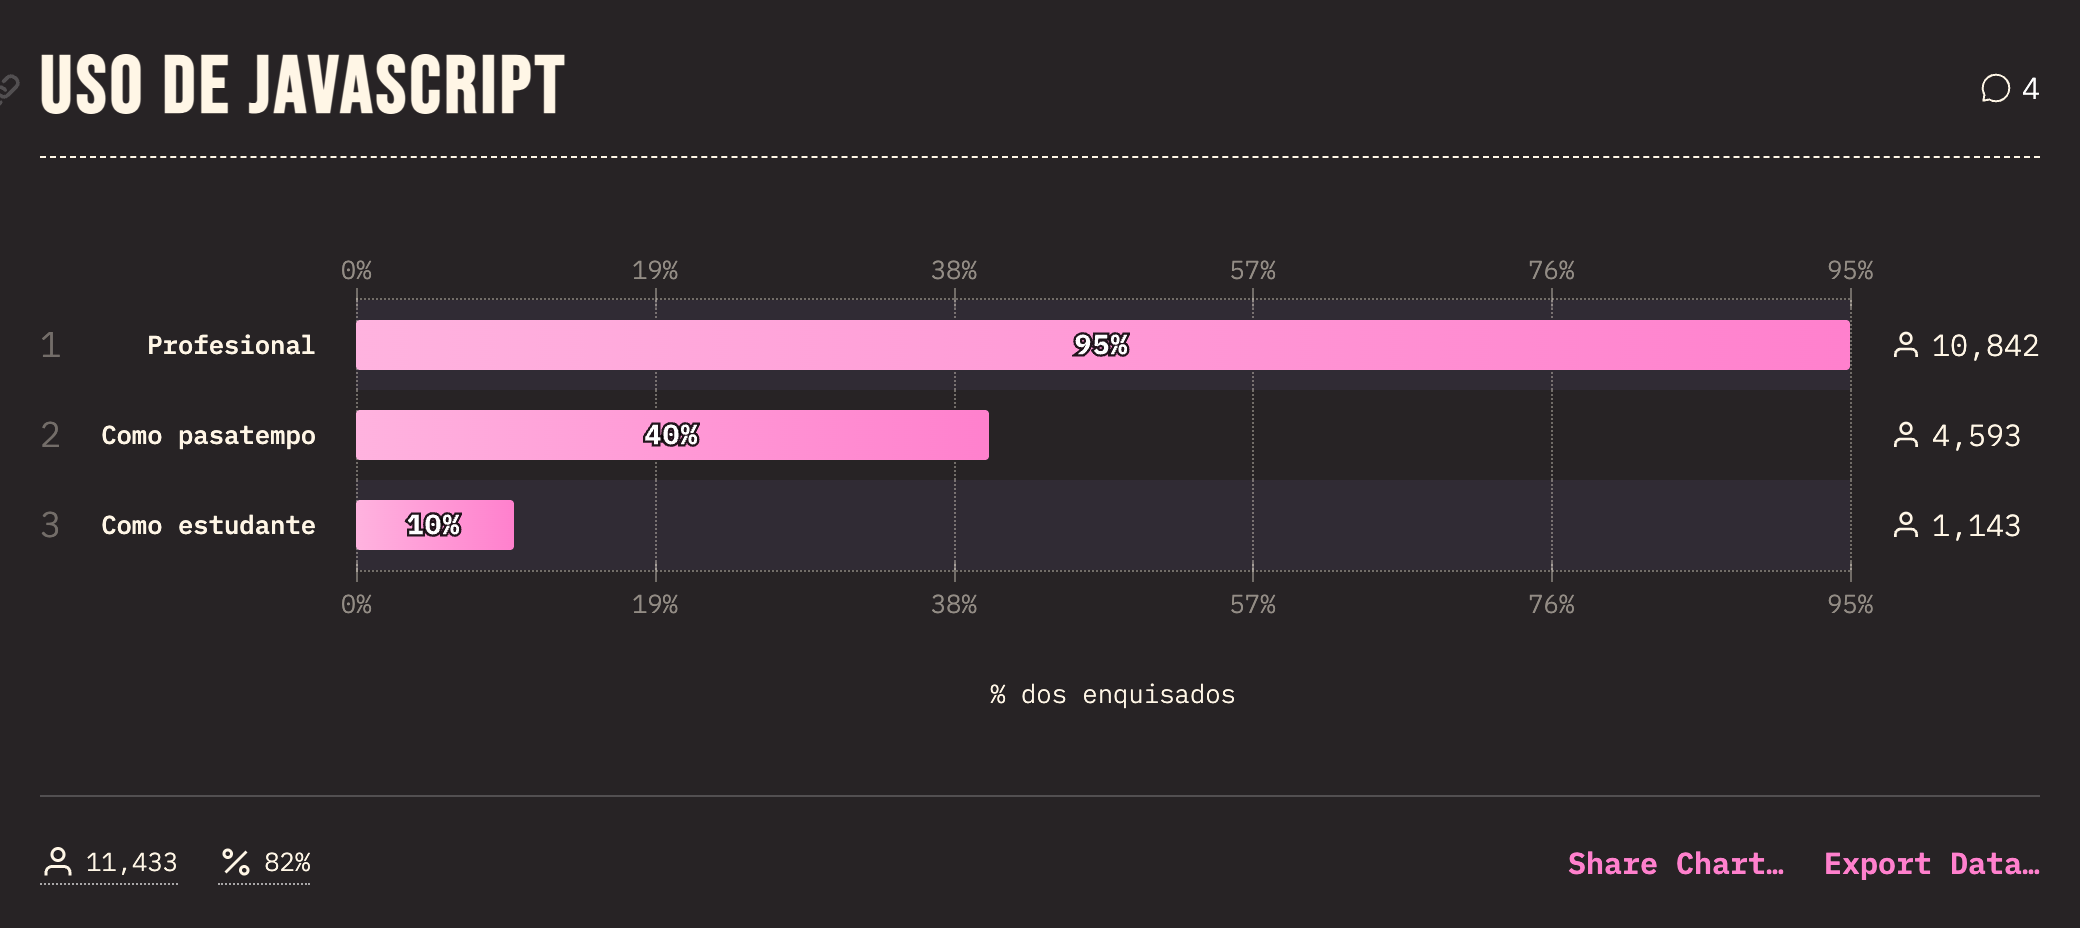 USO DE JAVASCRIPT
4
0% 19% 38% 57% 76% 95%
1 Profesional 95% 10,842
2 Como pasatempo 40% 4,593
3 Como estudante 10% 1,143
0% 19% 38% 57% 76% 95%
% dos enquisados
11,433 % 82% Share Chart… Export Data…